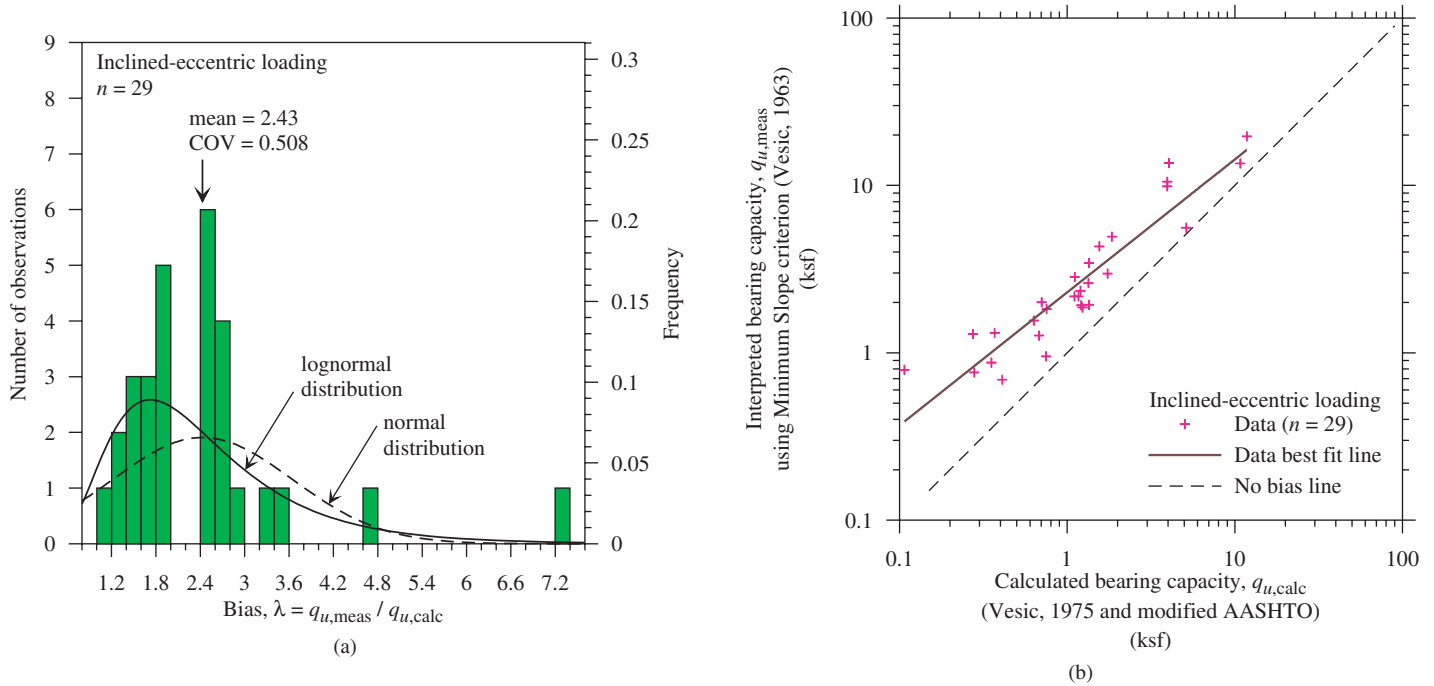 9
8
7
6
5
4
3
2
1
0
Number of observations
Inclined-eccentric loading
n = 29
mean = 2.43
COV = 0.508
lognormal
distribution
normal
distribution
0.3
0.25
0.2
0.15
0.1
0.05
0
Frequency
1.2 1.8 2.4 3 3.6 4.2 4.8 5.4 6 6.6 7.2
Bias, λ = q_{u,meas} / q_{u,calc}
(a)
Interpreted bearing capacity, q_{u,meas}
using Minimum Slope criterion (Vesic, 1963)
(ksf)
100
10
1
0.1
Inclined-eccentric loading
Data (n = 29)
Data best fit line
No bias line
0.1 1 10 100
Calculated bearing capacity, q_{u,calc}
(Vesic, 1975 and modified AASHTO)
(ksf)
(b)